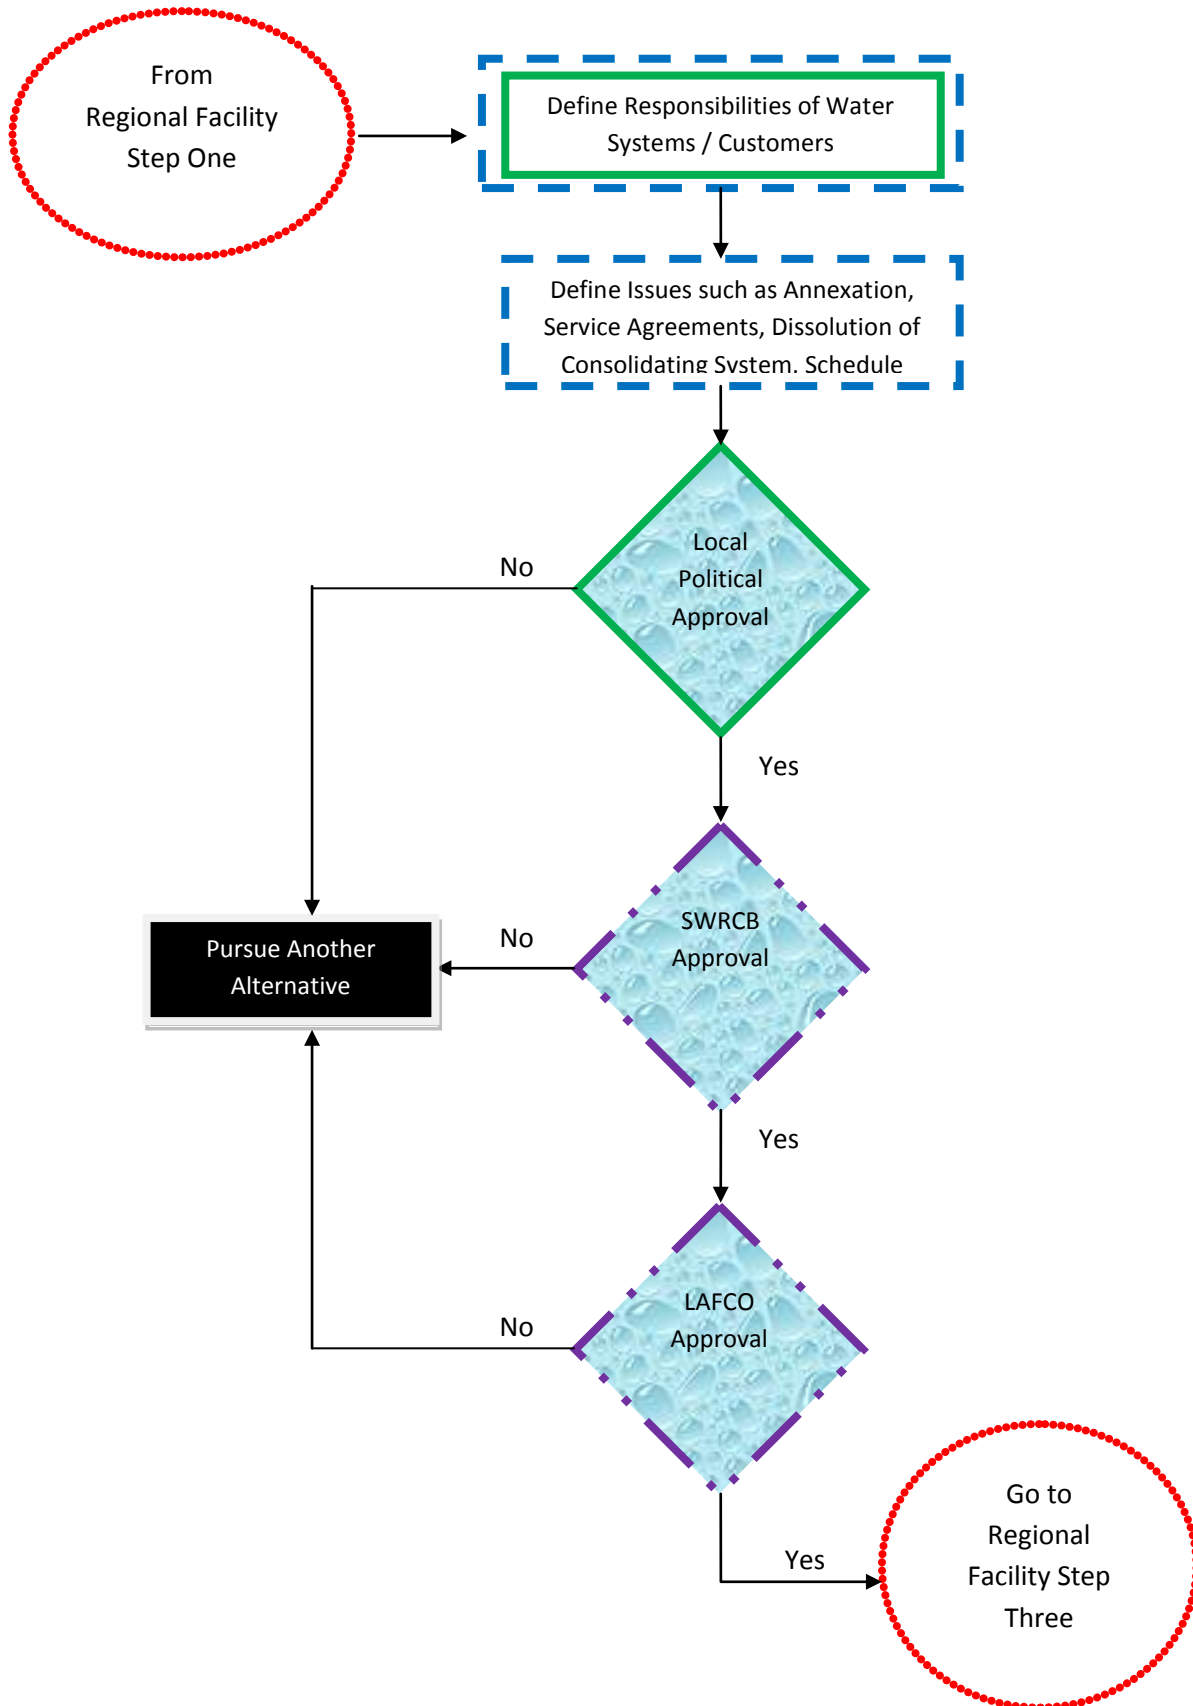 From
Regional Facility
Step One
Define Responsibilities of Water
Systems / Customers
Define Issues such as Annexation,
Service Agreements, Dissolution of
Consolidating System, Schedule
Local
Political
Approval
No
Yes
SWRCB
Approval
No
Pursue Another
Alternative
Yes
LAFCO
Approval
No
Yes
Go to
Regional
Facility Step
Three